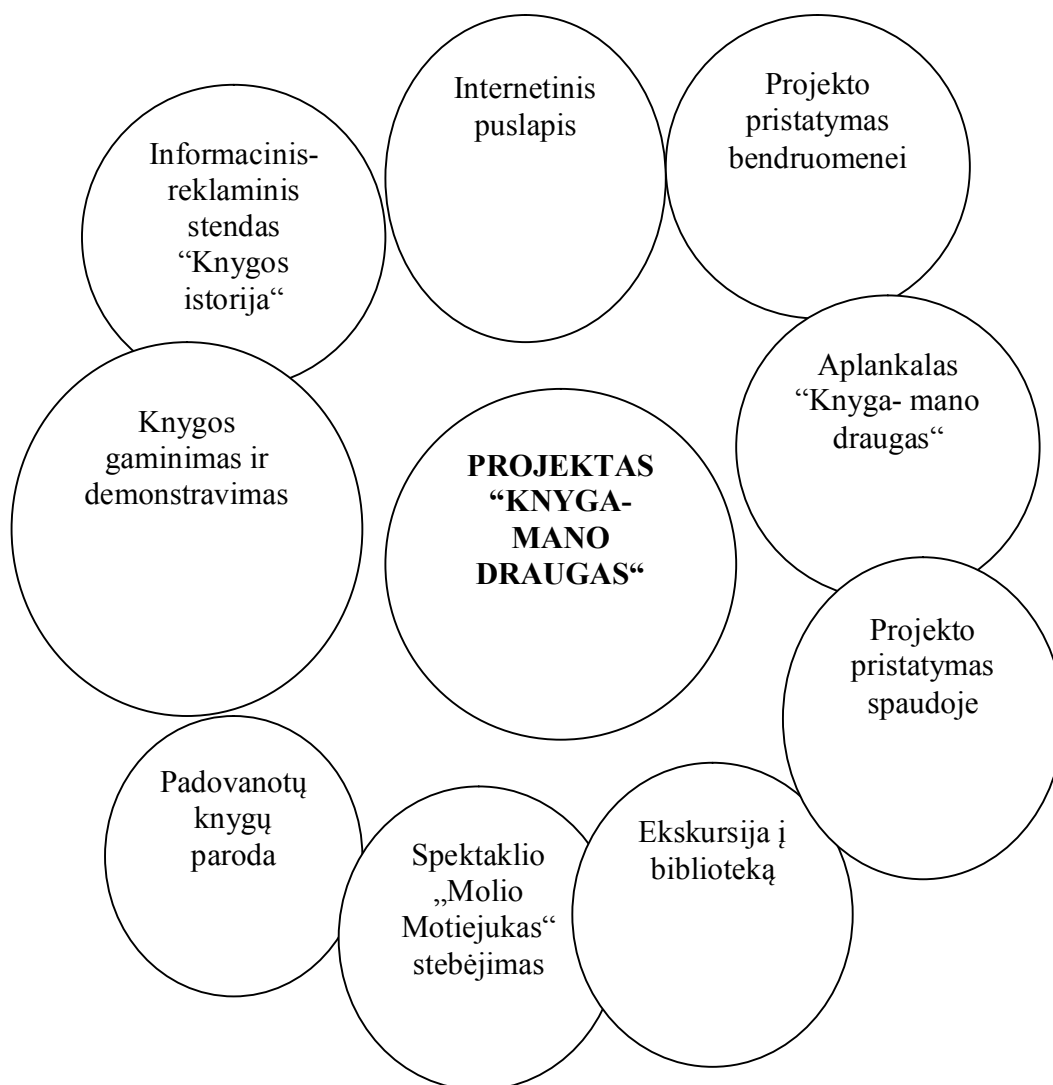 Internetinis
puslapis
Projekto
pristatymas
bendruomenei
Informacinis-
reklaminis
stendas
“Knygos
istorija“
Aplankalas
“Knyga- mano
draugas“
Knygos
gaminimas ir
demonstravimas
PROJEKTAS
“KNYGA-
MANO
DRAUGAS“
Projekto
pristatymas
spaudoje
Padovanotų
knygų
paroda
Spektaklio
„Molio
Motiejukas“
stebėjimas
Ekskursija į
biblioteką